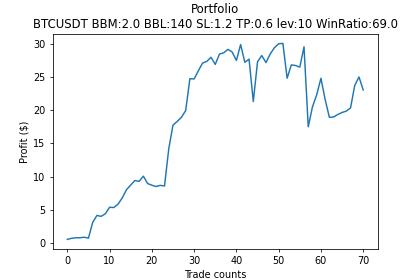 Portfolio
BTCUSDT BBM:2.0 BBL:140 SL:1.2 TP:0.6 lev:10 WinRatio:69.0
30
25
20
15
10
5
0
Profit ($)
0 10 20 30 40 50 60 70
Trade counts